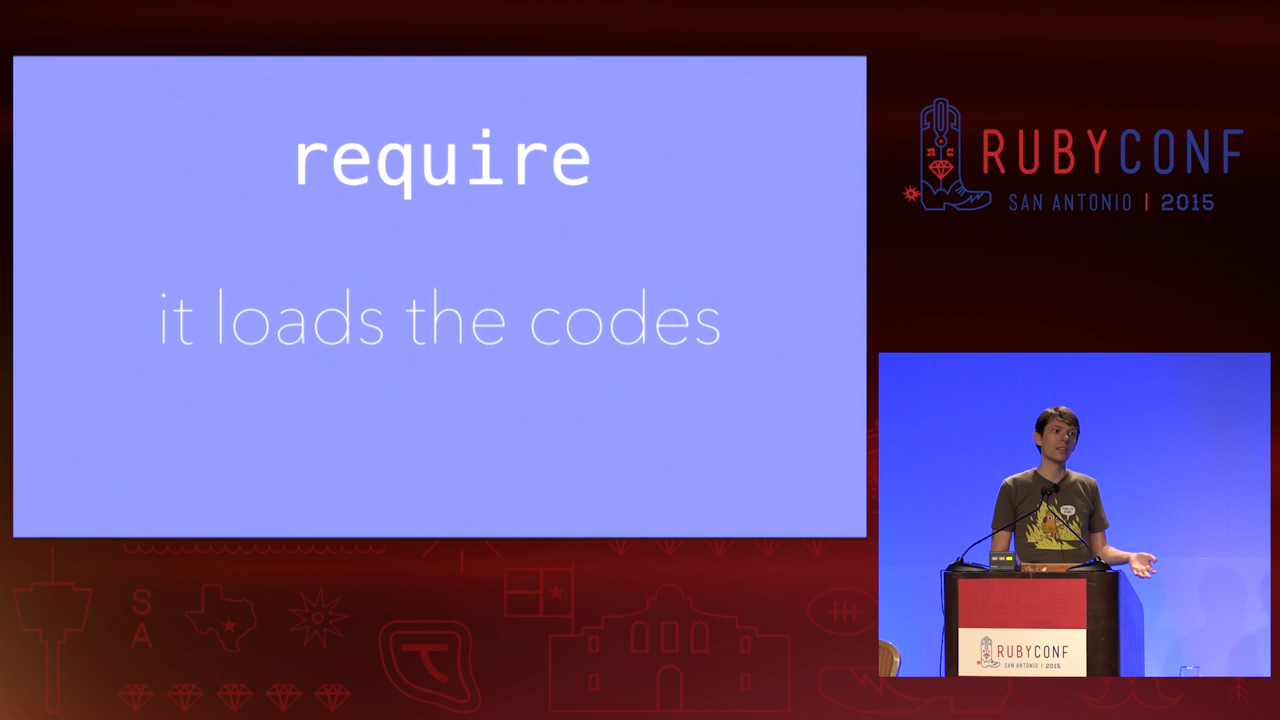 require
it loads the codes
RUBYCONF
SAN ANTONIO | 2015
S
A
RUBYCONF
SAN ANTONIO | 2015